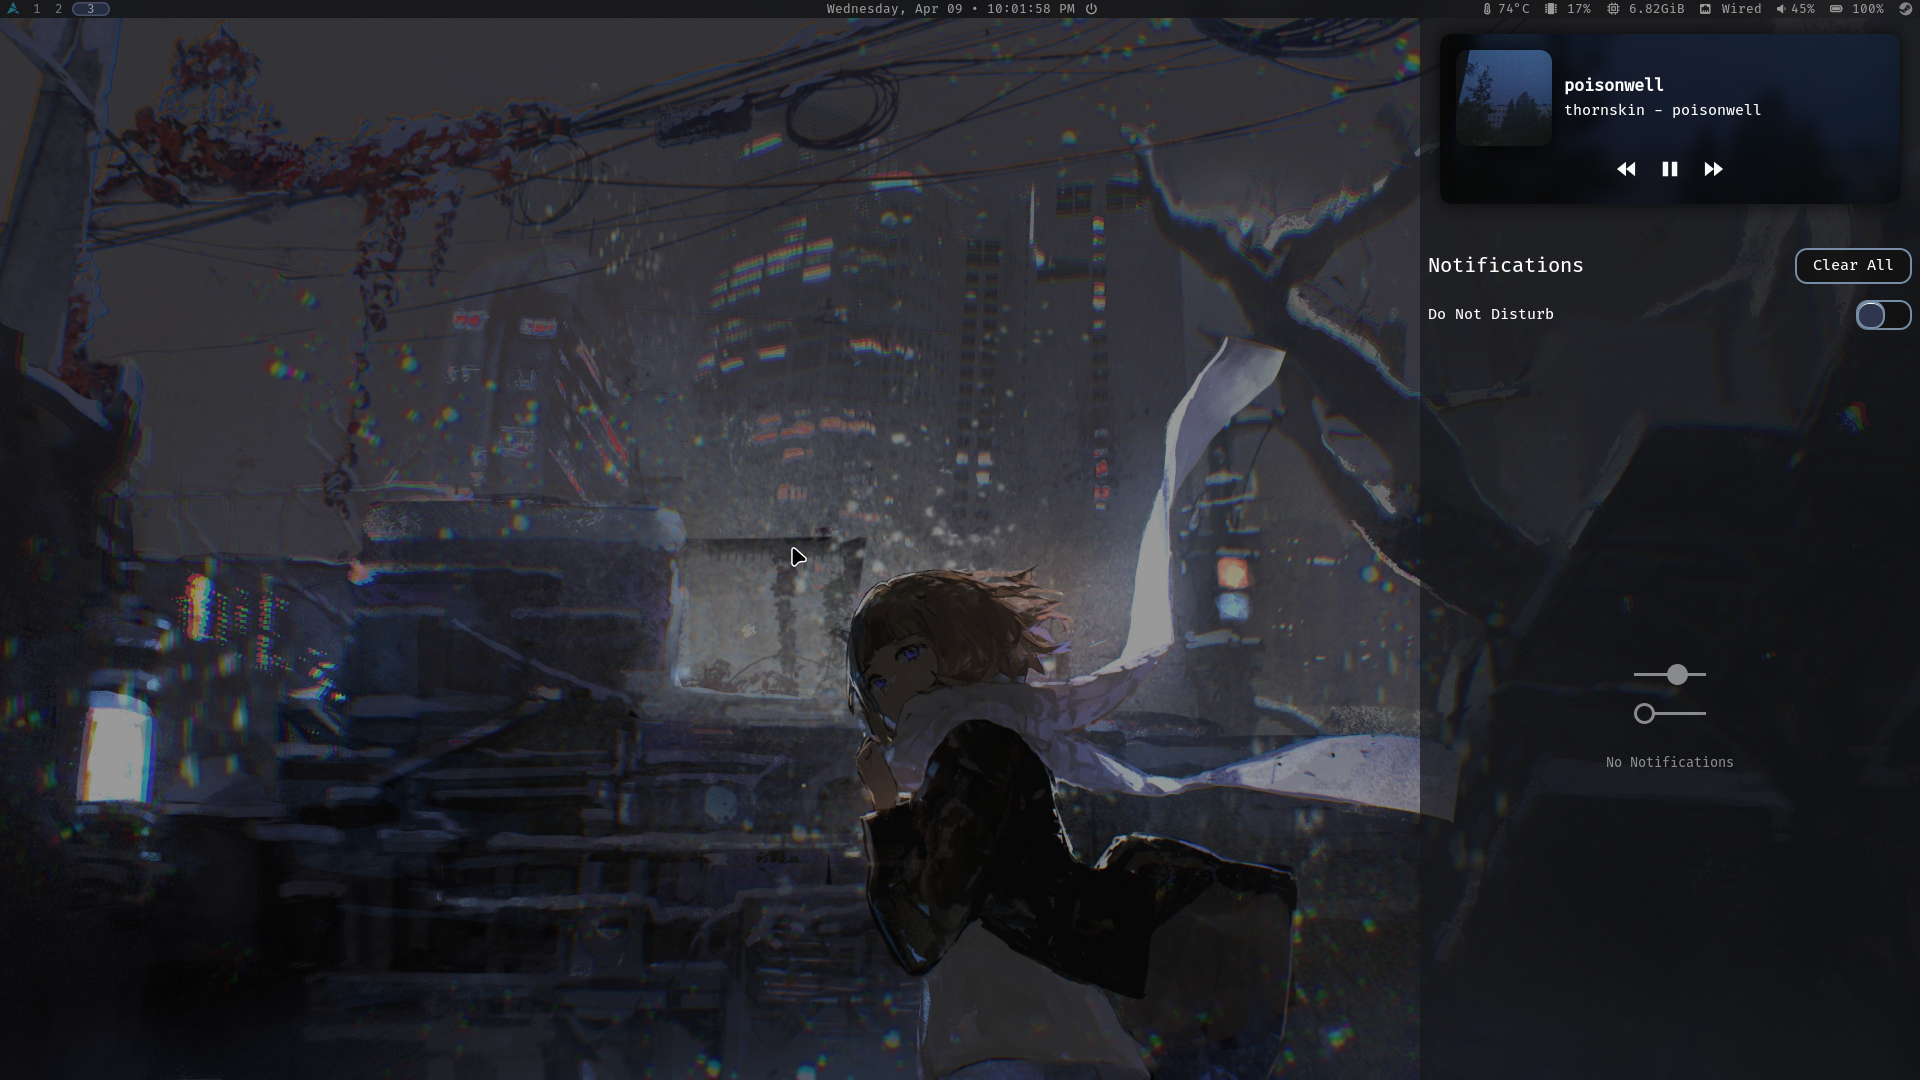 1 2 3
Wednesday, Apr 09 • 10:01:58 PM
74°C 17% 6.82GiB Wired 45% 100%
poisonwell
thornskin - poisonwell
Notifications
Clear All
Do Not Disturb
No Notifications